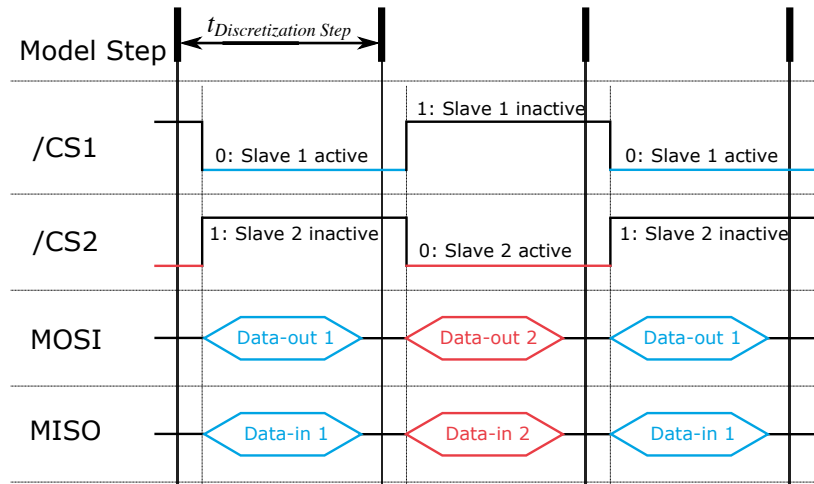 Model Step
tDiscretization Step
/CS1
0: Slave 1 active
1: Slave 1 inactive
0: Slave 1 active
/CS2
1: Slave 2 inactive
0: Slave 2 active
1: Slave 2 inactive
MOSI
Data-out 1
Data-out 2
Data-out 1
MISO
Data-in 1
Data-in 2
Data-in 1